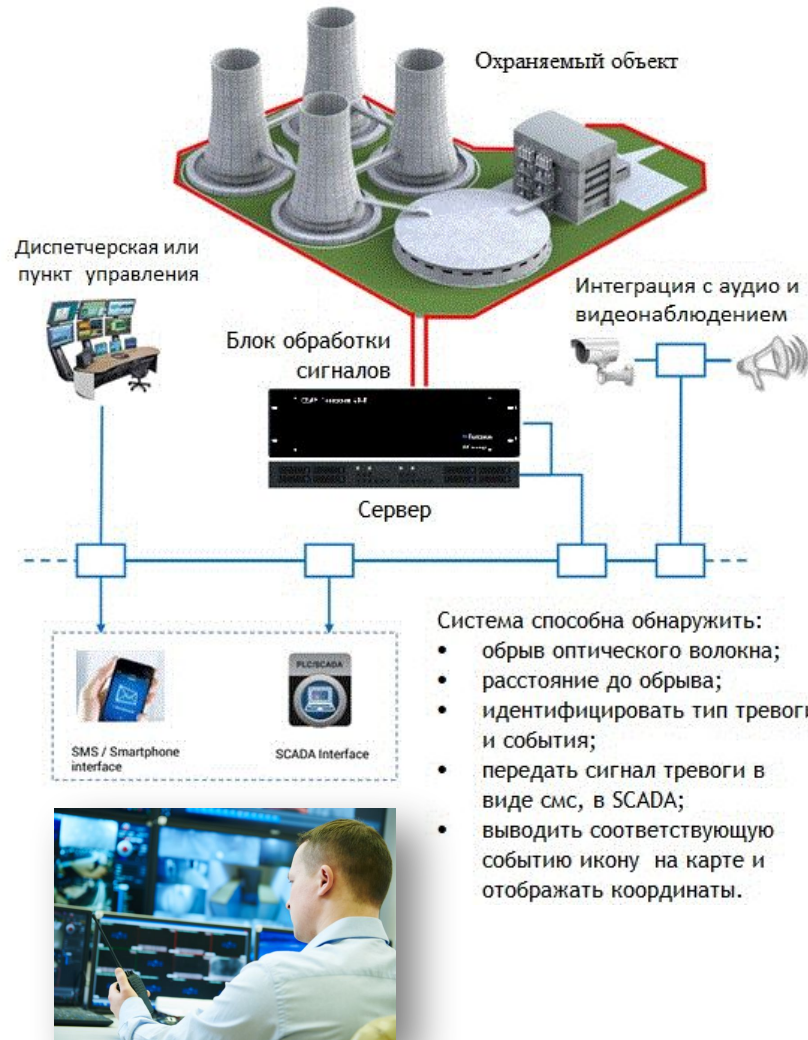 Охраняемый объект
Диспетчерская или
пункт управления
Интеграция с аудио и
видеонаблюдением
Блок обработки
сигналов
Сервер
PLC/SCADA
SMS / Smartphone
interface
SCADA Interface
Система способна обнаружить:
• обрыв оптического волокна;
• расстояние до обрыва;
• идентифицировать тип тревоги
и события;
• передать сигнал тревоги в
виде смс, в SCADA;
• выводить соответствующую
событию икону на карте и
отображать координаты.